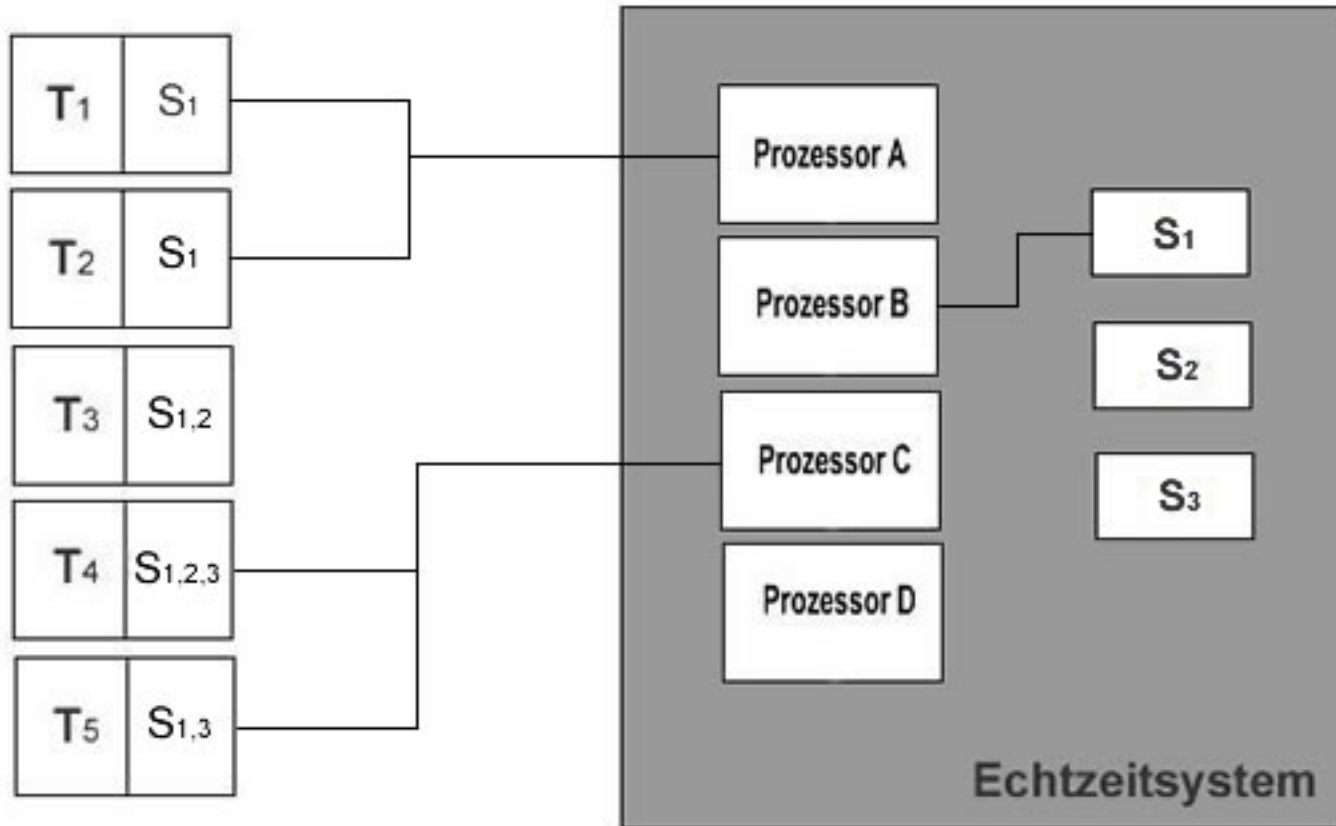 T1 S1
T2 S1
T3 S1,2
T4 S1,2,3
T5 S1,3
Prozessor A
Prozessor B
Prozessor C
Prozessor D
S1
S2
S3
Echtzeitsystem